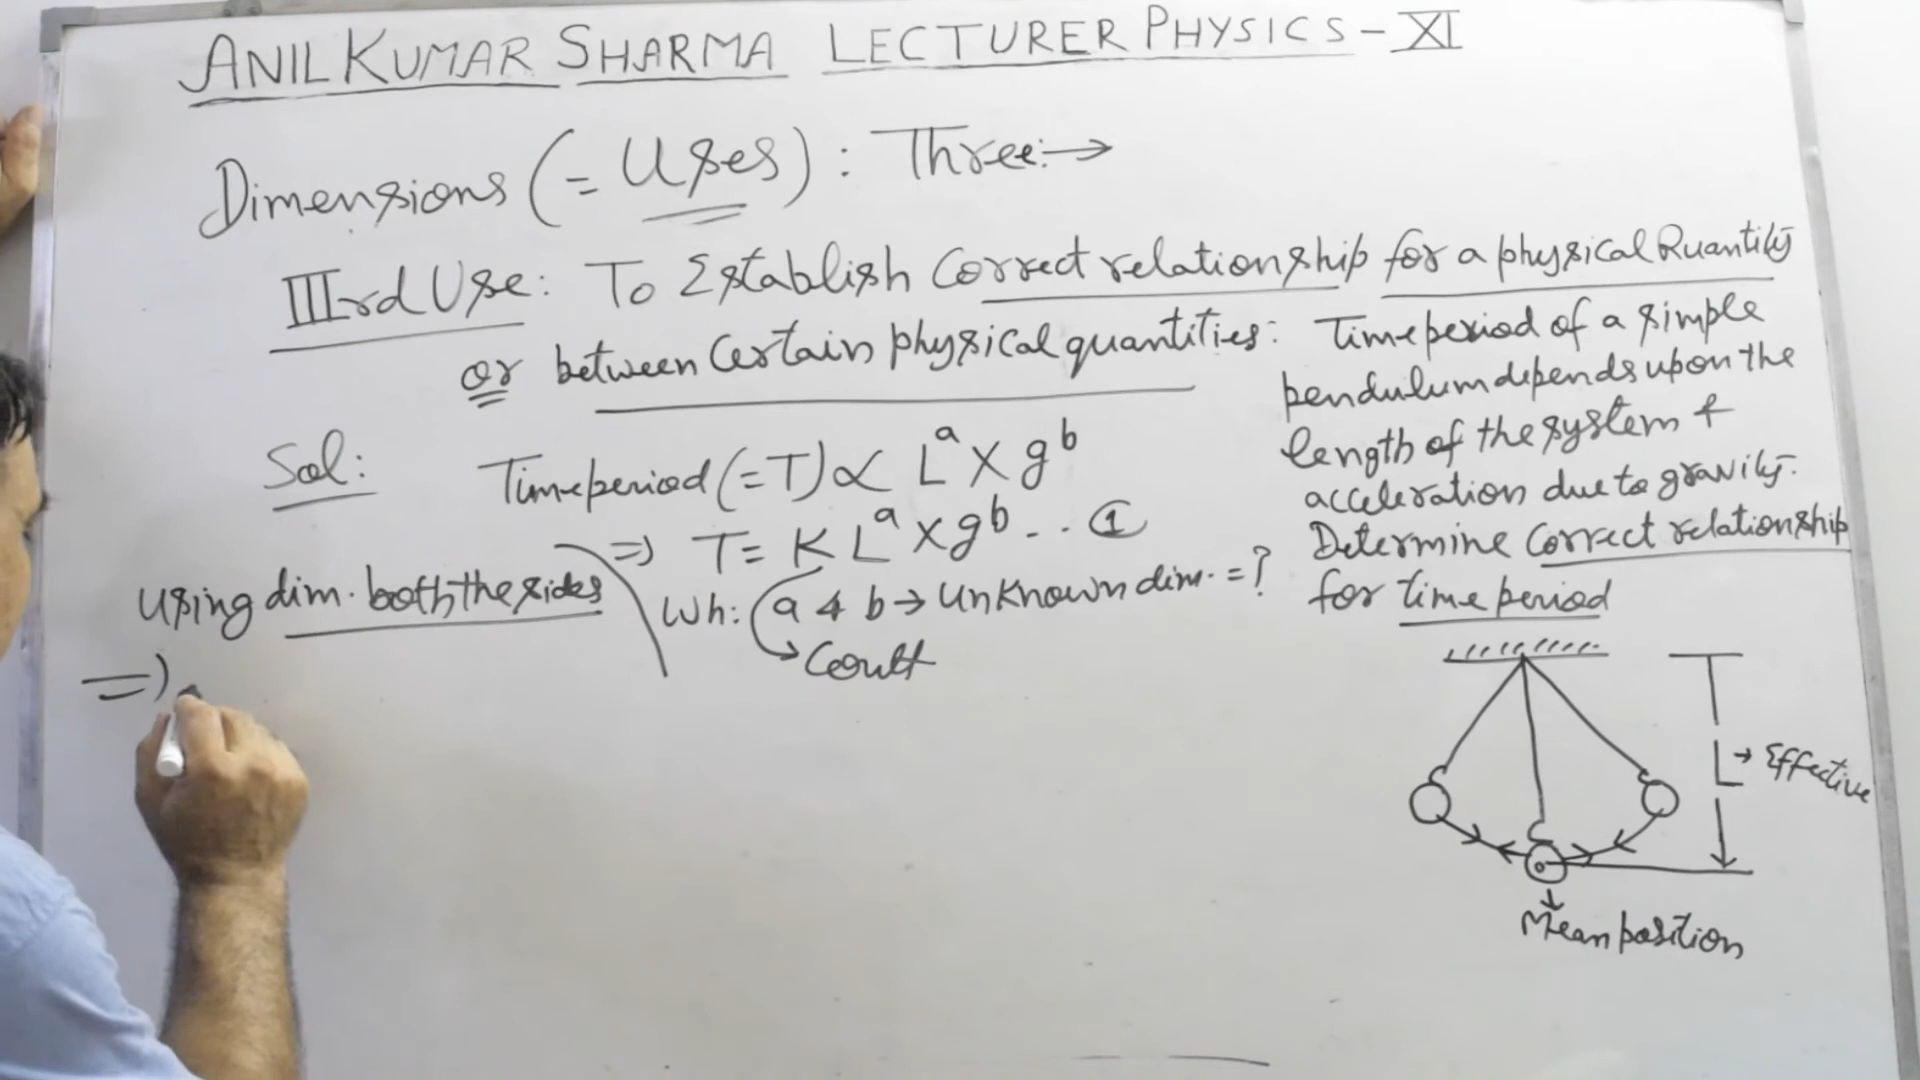 ANIL KUMAR SHARMA LECTURER PHYSICS - XI
Dimensions (= Uses) : Three :→
IIIrd Use : To Establish Correct relationship for a physical Quantity
or between Certain physical quantities :
Time period of a simple
pendulum depends upon the
length of the system &
acceleration due to gravity.
Determine Correct relationship
for time period
Sol : Time period (= T) ∝ L^a × g^b
⇒ T = K L^a × g^b ... ①
Using dim. both the sides
Wh : a & b → Unknown dim. = ?
→ Constt
⇒
L → Effective
Mean position